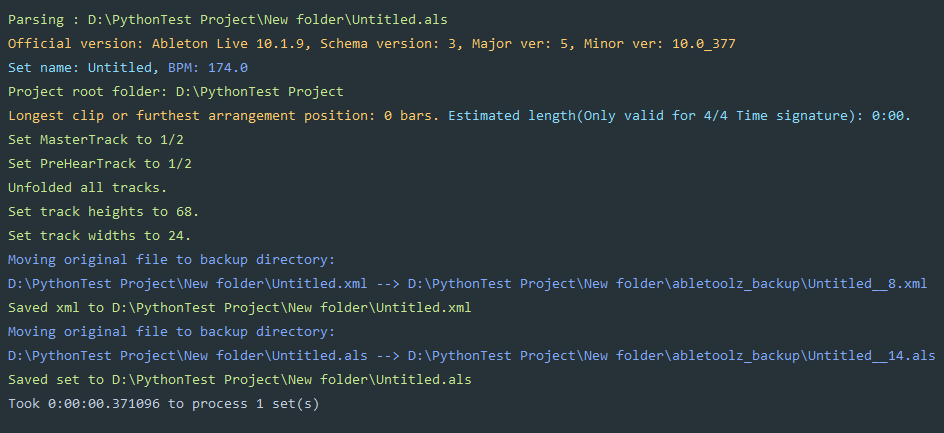 Parsing : D:\PythonTest Project\New folder\Untitled.als
Official version: Ableton Live 10.1.9, Schema version: 3, Major ver: 5, Minor ver: 10.0_377
Set name: Untitled, BPM: 174.0
Project root folder: D:\PythonTest Project
Longest clip or furthest arrangement position: 0 bars. Estimated length(Only valid for 4/4 Time signature): 0:00.
Set MasterTrack to 1/2
Set PreHearTrack to 1/2
Unfolded all tracks.
Set track heights to 68.
Set track widths to 24.
Moving original file to backup directory:
D:\PythonTest Project\New folder\Untitled.xml --> D:\PythonTest Project\New folder\abletoolz_backup\Untitled__8.xml
Saved xml to D:\PythonTest Project\New folder\Untitled.xml
Moving original file to backup directory:
D:\PythonTest Project\New folder\Untitled.als --> D:\PythonTest Project\New folder\abletoolz_backup\Untitled__14.als
Saved set to D:\PythonTest Project\New folder\Untitled.als
Took 0:00:00.371096 to process 1 set(s)